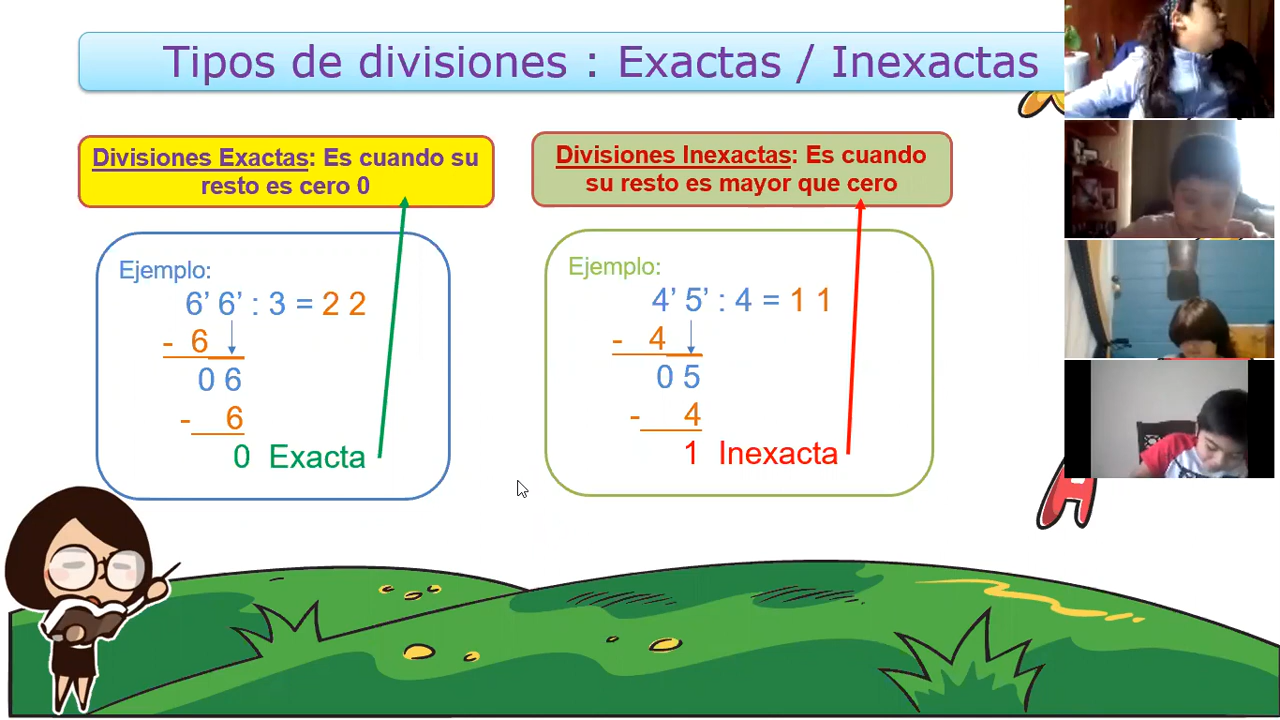 Tipos de divisiones : Exactas / Inexactas
Divisiones Exactas: Es cuando su
resto es cero 0
Ejemplo:
6’ 6’ : 3 = 2 2
- 6
0 6
- 6
0 Exacta
Divisiones Inexactas: Es cuando
su resto es mayor que cero
Ejemplo:
4’ 5’ : 4 = 1 1
- 4
0 5
- 4
1 Inexacta